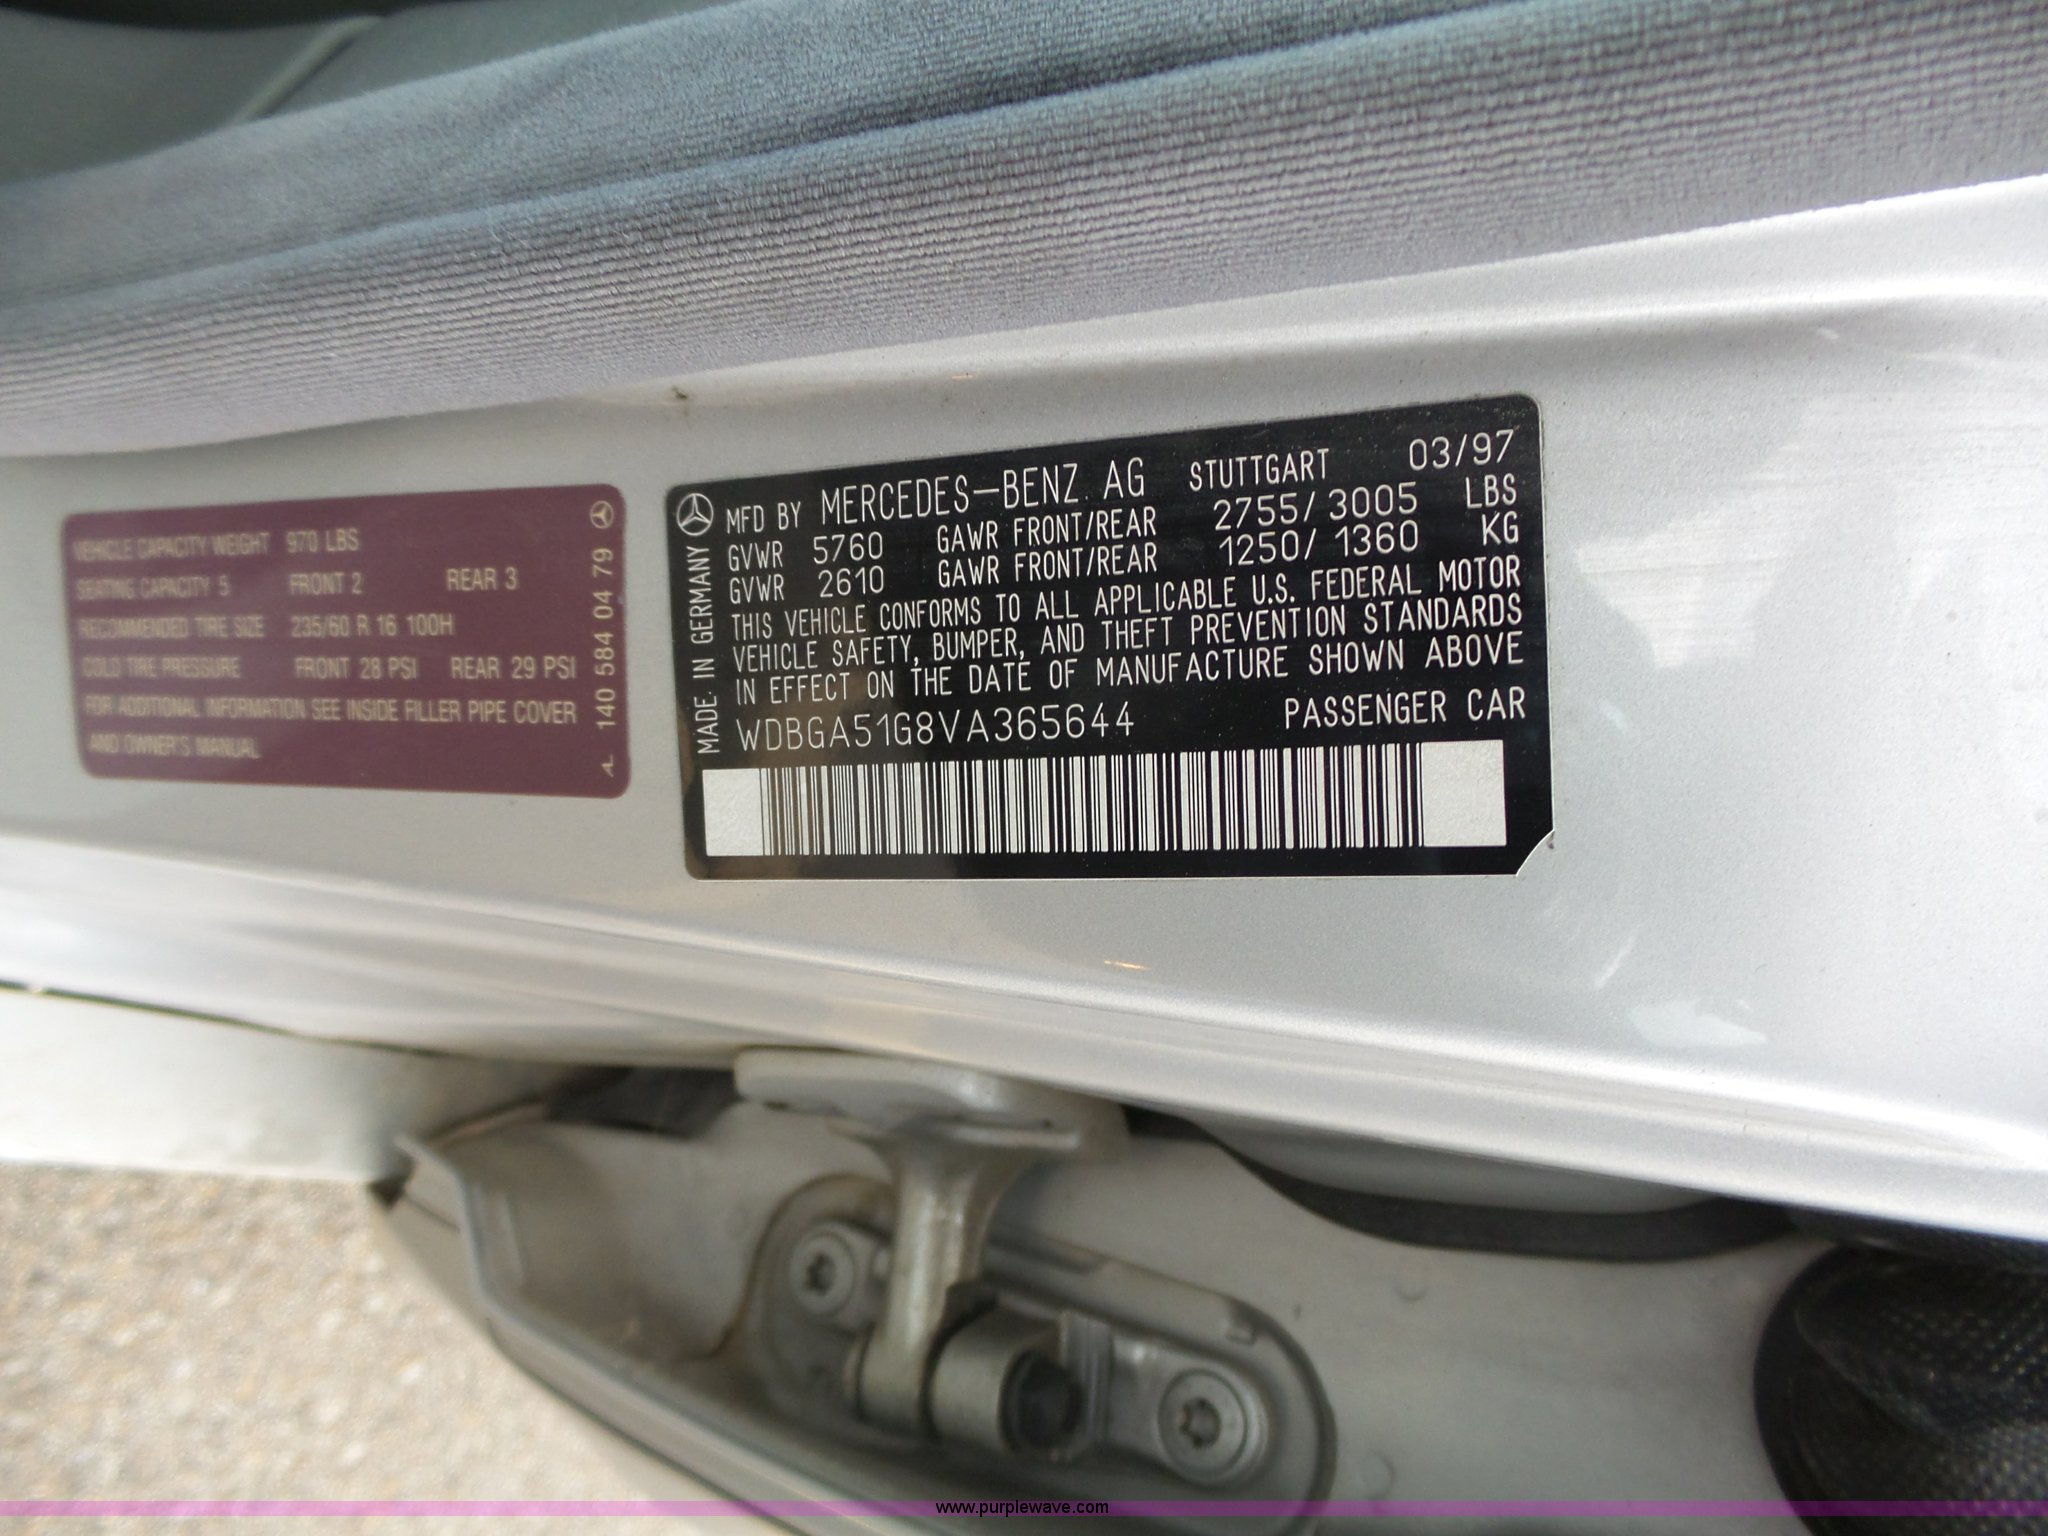 VEHICLE CAPACITY WEIGHT 970 LBS
SEATING CAPACITY 5 FRONT 2 REAR 3
RECOMMENDED TIRE SIZE 235/60 R 16 100H
COLD TIRE PRESSURE FRONT 28 PSI REAR 29 PSI
FOR ADDITIONAL INFORMATION SEE INSIDE FILLER PIPE COVER
AND OWNER'S MANUAL
140 584 04 79
MADE IN GERMANY
MFD BY MERCEDES-BENZ AG STUTTGART 03/97
GVWR 5760 GAWR FRONT/REAR 2755/3005 LBS
GVWR 2610 GAWR FRONT/REAR 1250/1360 KG
THIS VEHICLE CONFORMS TO ALL APPLICABLE U.S. FEDERAL MOTOR
VEHICLE SAFETY, BUMPER, AND THEFT PREVENTION STANDARDS
IN EFFECT ON THE DATE OF MANUFACTURE SHOWN ABOVE
WDBGA51G8VA365644 PASSENGER CAR
www.purplewave.com